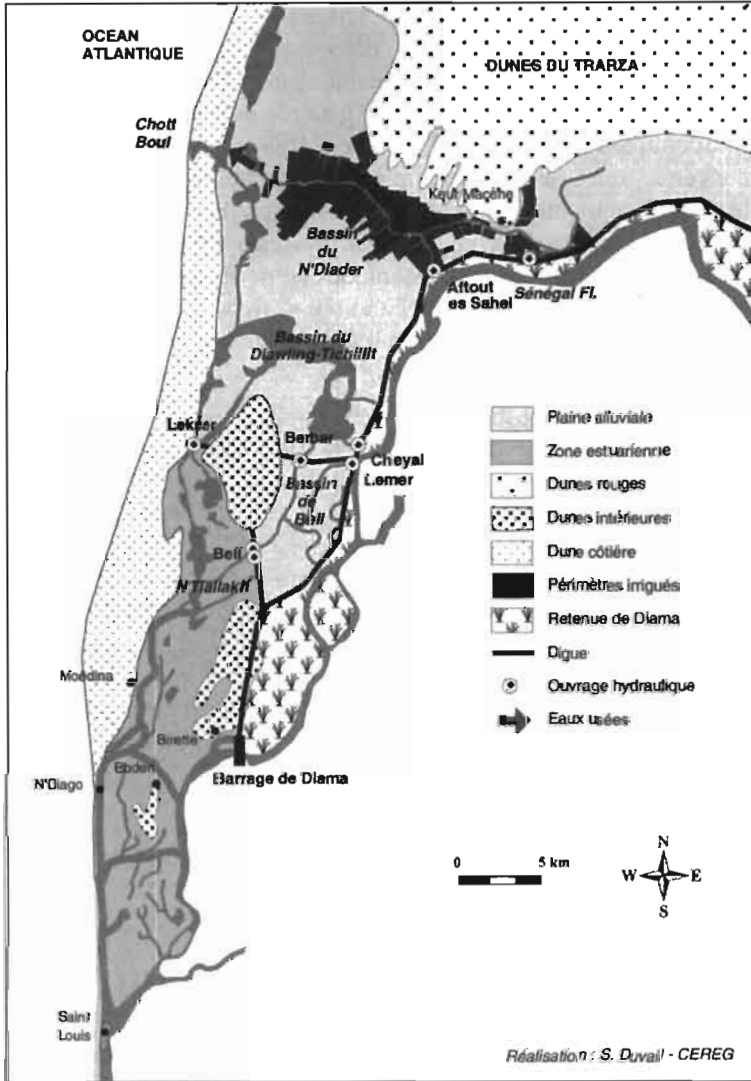 OCEAN
ATLANTIQUE
DUNES DU TRARZA
Chott
Boul
Keur Macène
Bassin
du
N'Diader
Aftout
es Sahel
Sénégal Fl.
Bassin du
Diawling-Tichilitt
Lekser
Berbar
Cheyal
Lemer
Bassin
de
Bell
Bell
N'Tiallakh
Moédina
Birette
Ebden
N'Diago
Barrage de Diama
Saint
Louis
Plaine alluviale
Zone estuarienne
Dunes rouges
Dunes intérieures
Dune côtière
Périmètres irrigués
Retenue de Diama
Digue
Ouvrage hydraulique
Eaux usées
0 5 km
N
W E
S
Réalisation : S. Duvail - CEREG